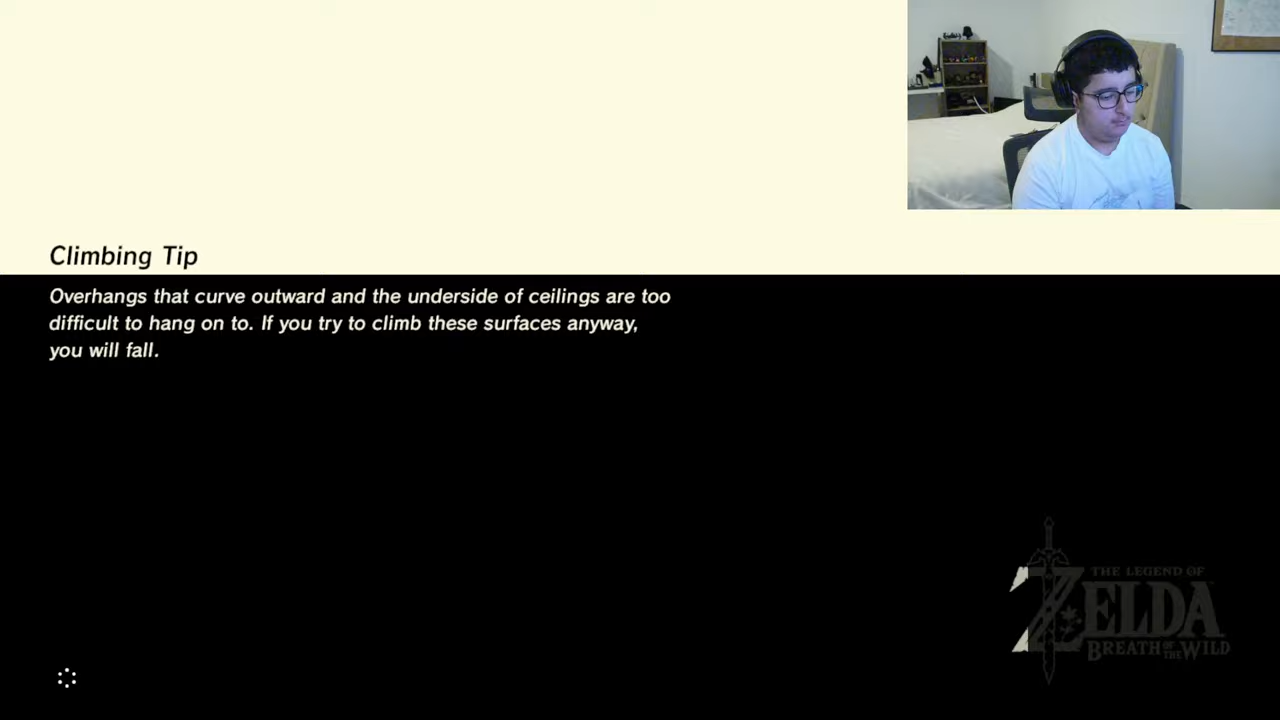 Climbing Tip
Overhangs that curve outward and the underside of ceilings are too
difficult to hang on to. If you try to climb these surfaces anyway,
you will fall.
THE LEGEND OF
ZELDA
BREATH OF THE WILD